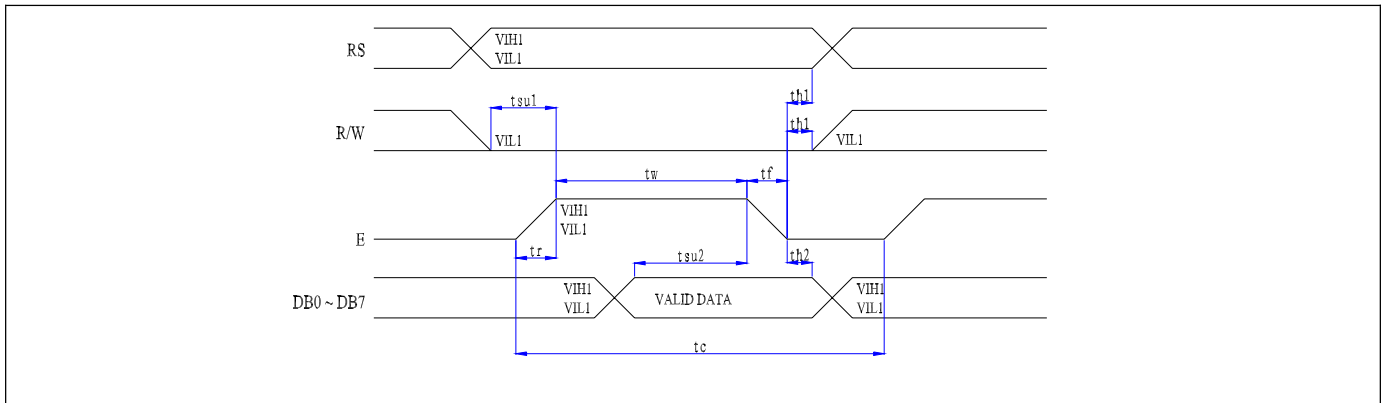 RS
VIH1
VIL1
th1
tsu1
th1
R/W
VIL1
VIL1
tw
tf
VIH1
VIL1
E
tr
tsu2
th2
VIH1
VIL1
VALID DATA
VIH1
VIL1
DB0 ~ DB7
tc